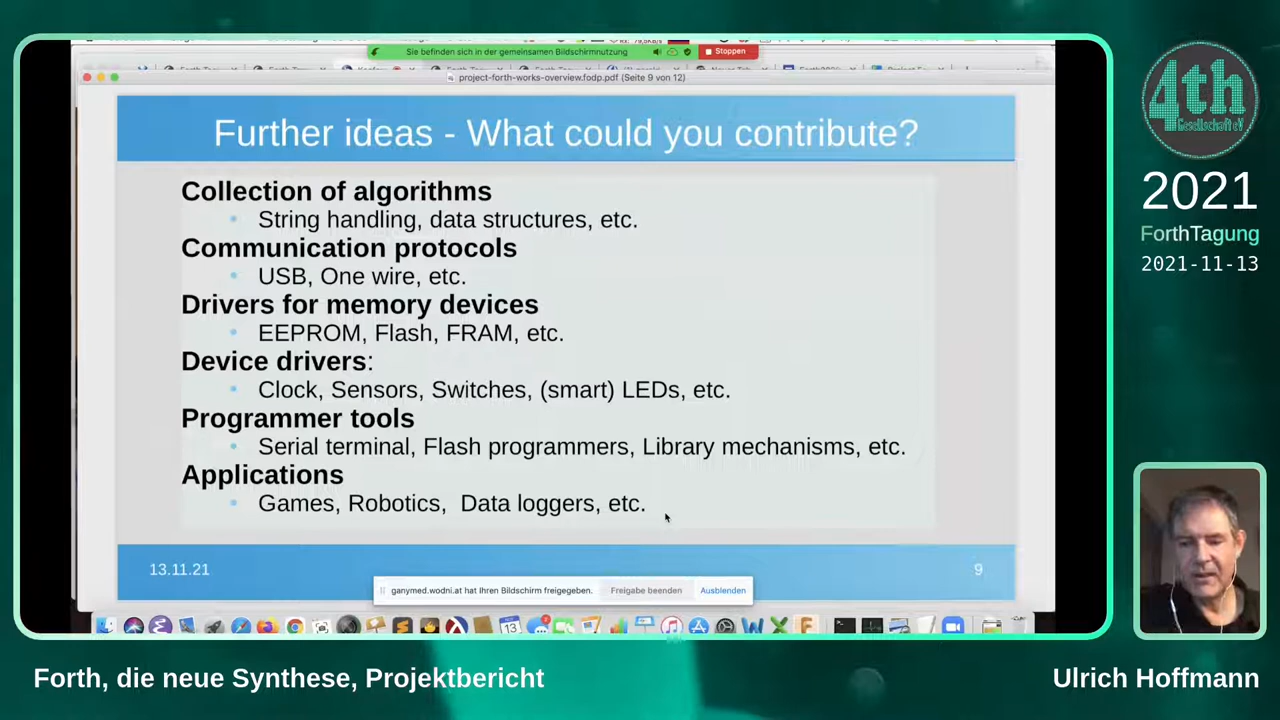 Sie befinden sich in der gemeinsamen Bildschirmnutzung
Stoppen
project-forth-works-overview.fodp.pdf (Seite 9 von 12)
Further ideas - What could you contribute?
Collection of algorithms
• String handling, data structures, etc.
Communication protocols
• USB, One wire, etc.
Drivers for memory devices
• EEPROM, Flash, FRAM, etc.
Device drivers:
• Clock, Sensors, Switches, (smart) LEDs, etc.
Programmer tools
• Serial terminal, Flash programmers, Library mechanisms, etc.
Applications
• Games, Robotics, Data loggers, etc.
13.11.21
9
ganymed.wodni.at hat Ihren Bildschirm freigegeben.
Freigabe beenden
Ausblenden
4th
Gesellschaft eV
2021
ForthTagung
2021-11-13
Forth, die neue Synthese, Projektbericht
Ulrich Hoffmann